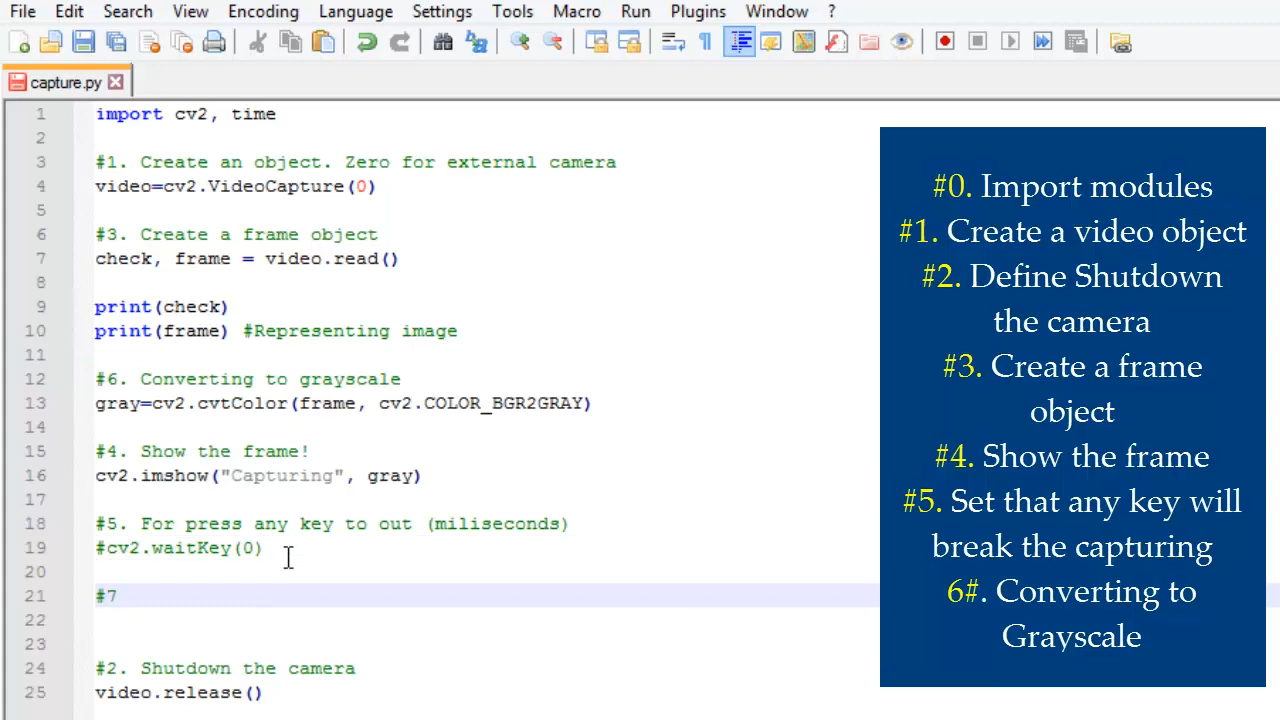 File Edit Search View Encoding Language Settings Tools Macro Run Plugins Window ?
capture.py
1 import cv2, time
2
3 #1. Create an object. Zero for external camera
4 video=cv2.VideoCapture(0)
5
6 #3. Create a frame object
7 check, frame = video.read()
8
9 print(check)
10 print(frame) #Representing image
11
12 #6. Converting to grayscale
13 gray=cv2.cvtColor(frame, cv2.COLOR_BGR2GRAY)
14
15 #4. Show the frame!
16 cv2.imshow("Capturing", gray)
17
18 #5. For press any key to out (miliseconds)
19 #cv2.waitKey(0)
20
21 #7
22
23
24 #2. Shutdown the camera
25 video.release()
#0. Import modules
#1. Create a video object
#2. Define Shutdown
the camera
#3. Create a frame
object
#4. Show the frame
#5. Set that any key will
break the capturing
6#. Converting to
Grayscale